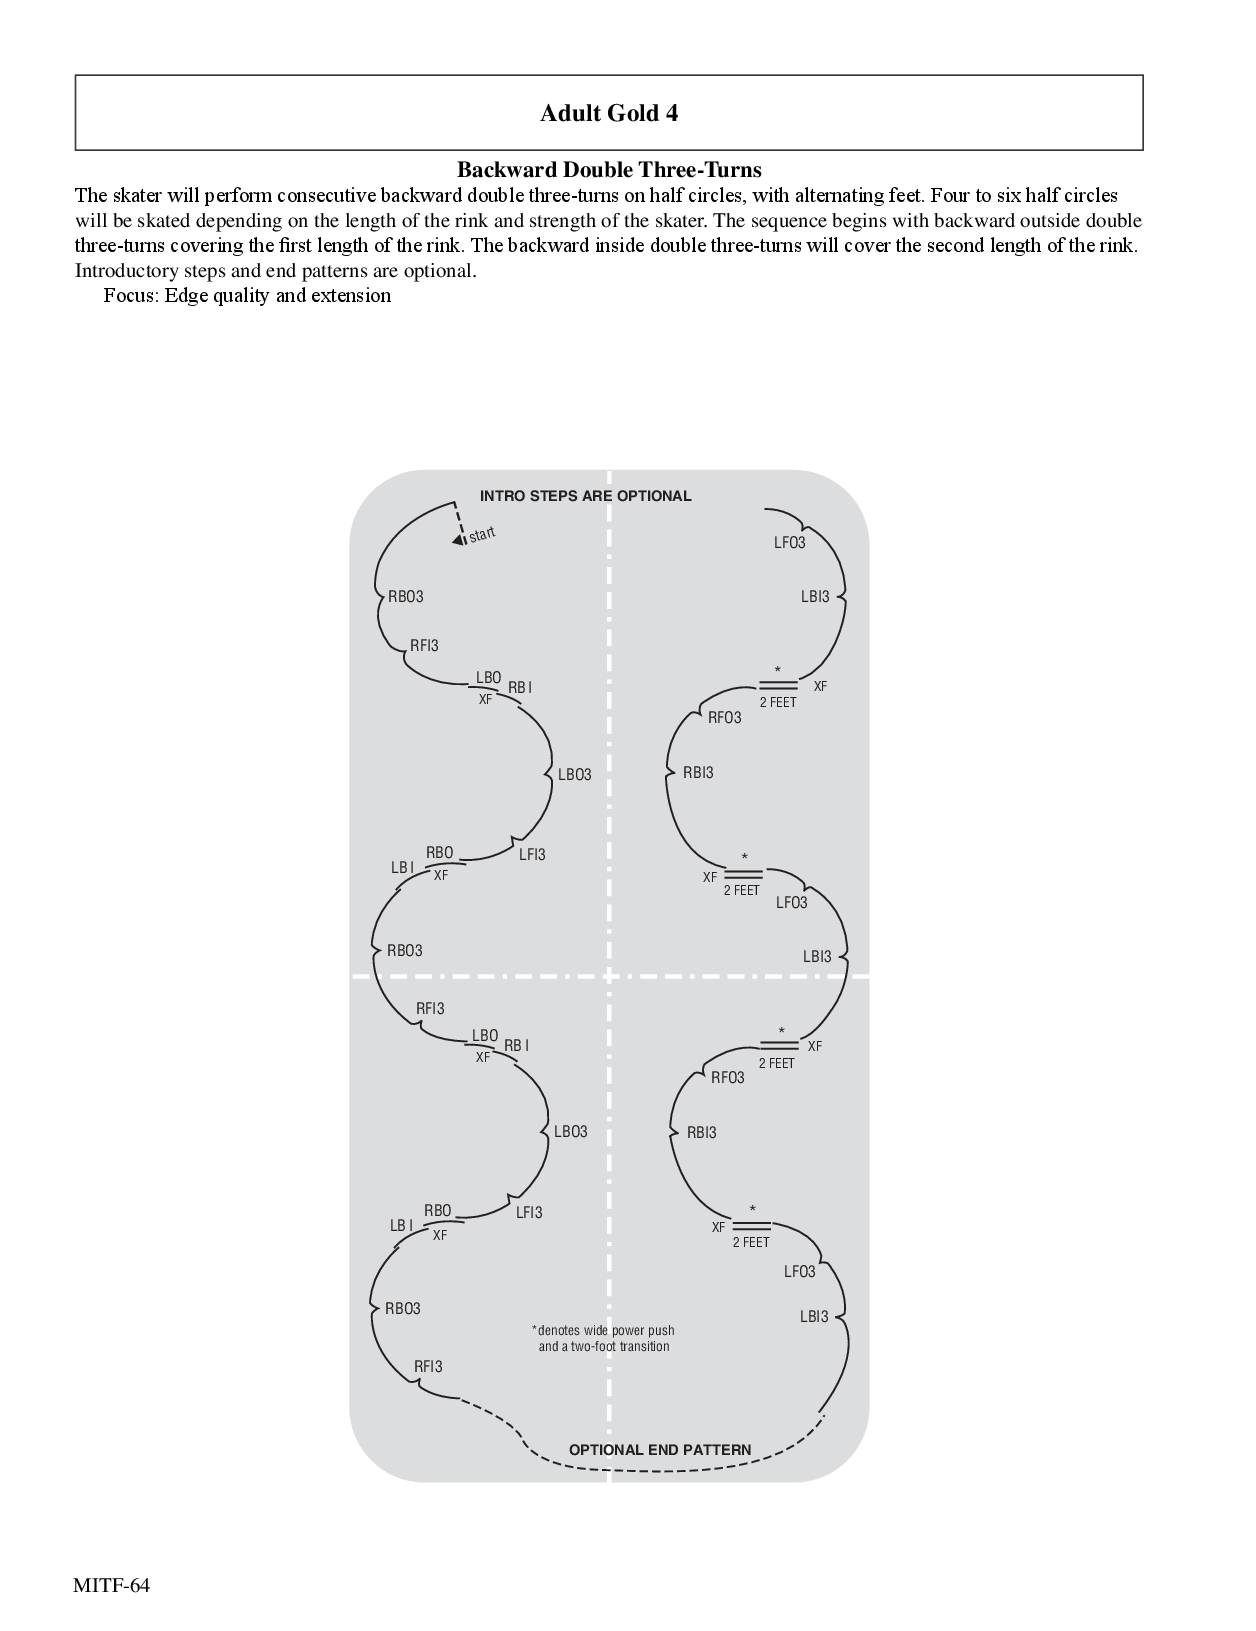 Adult Gold 4
Backward Double Three-Turns
The skater will perform consecutive backward double three-turns on half circles, with alternating feet. Four to six half circles
will be skated depending on the length of the rink and strength of the skater. The sequence begins with backward outside double
three-turns covering the first length of the rink. The backward inside double three-turns will cover the second length of the rink.
Introductory steps and end patterns are optional.
Focus: Edge quality and extension
INTRO STEPS ARE OPTIONAL
start
RBO3
RFI3
LBO
RBI
XF
LBO3
LFI3
RBO
LBI
XF
RBO3
RFI3
LBO
RBI
XF
LBO3
LFI3
RBO
LBI
XF
RBO3
RFI3
*denotes wide power push
and a two-foot transition
OPTIONAL END PATTERN
LFO3
LBI3
*
XF
2 FEET
RFO3
RBI3
*
XF
2 FEET
LFO3
LBI3
*
XF
2 FEET
RFO3
RBI3
*
XF
2 FEET
LFO3
LBI3
MITF-64